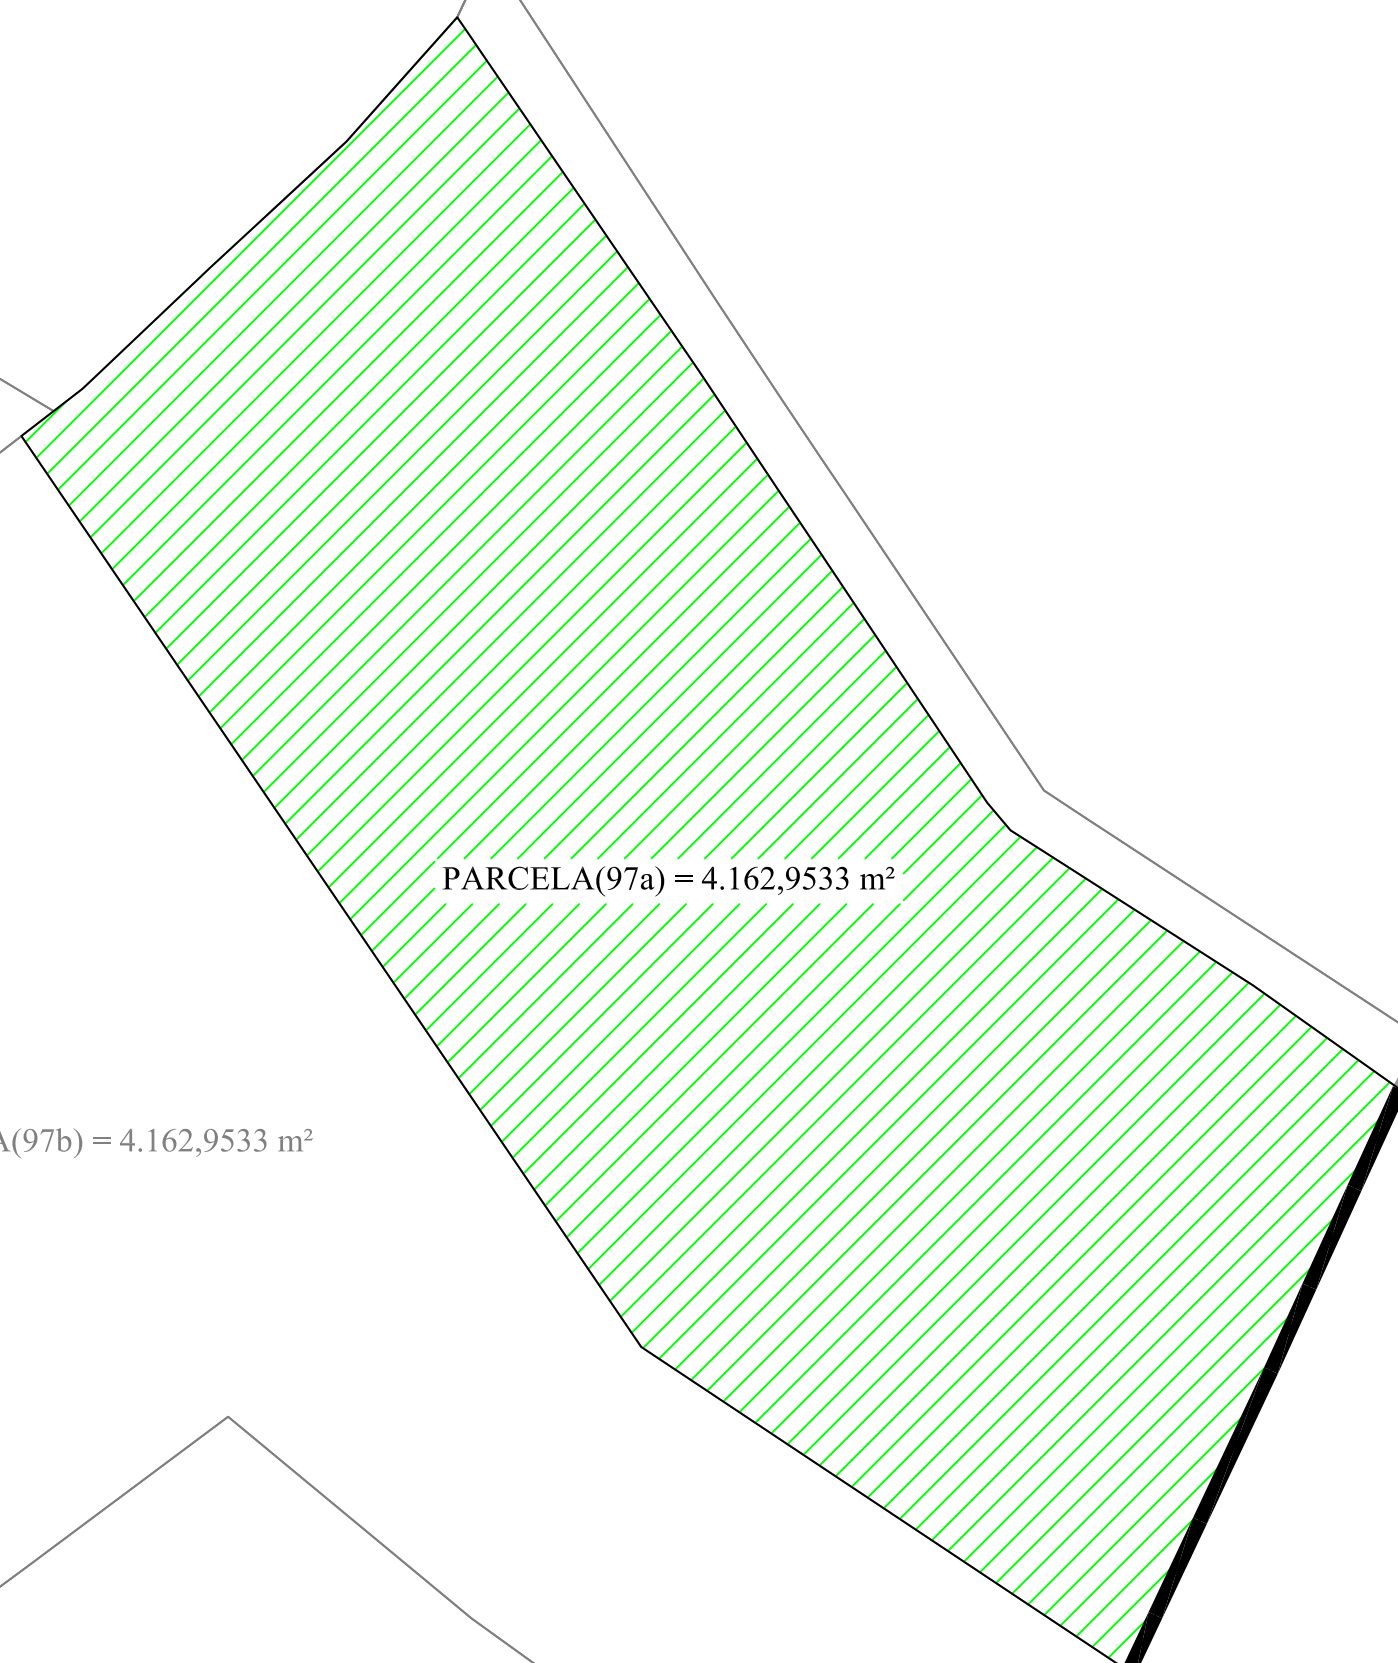 PARCELA(97a) = 4.162,9533 m²
A(97b) = 4.162,9533 m²